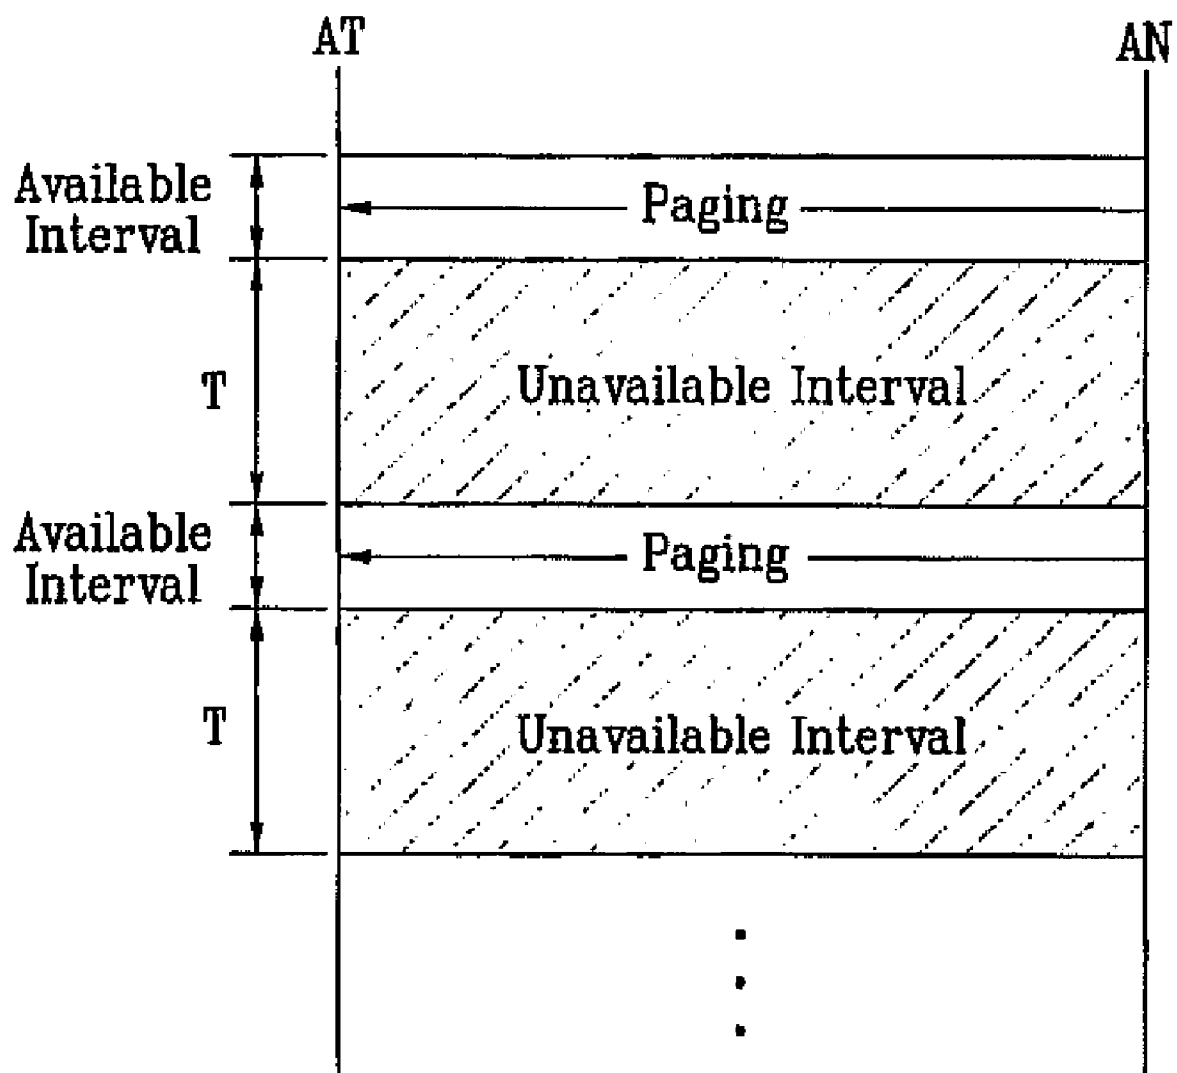 AT
AN
Available
Interval
Paging
T
Unavailable Interval
Available
Interval
Paging
T
Unavailable Interval